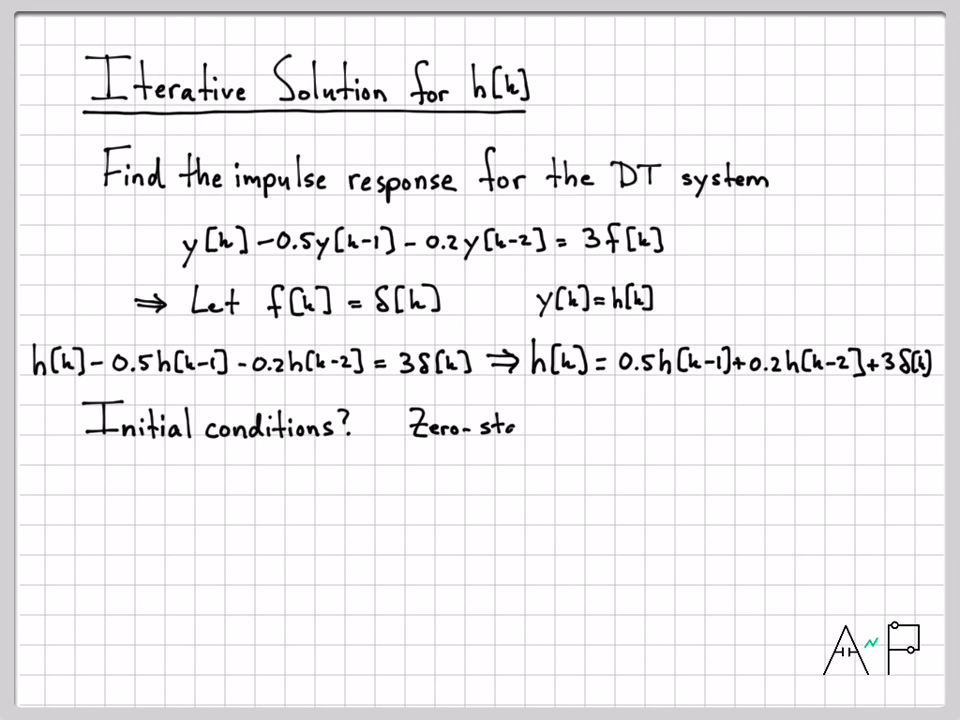 Iterative Solution for h[k]
Find the impulse response for the DT system
y[k] - 0.5y[k-1] - 0.2y[k-2] = 3f[k]
⇒ Let f[k] = δ[k] y[k] = h[k]
h[k] - 0.5h[k-1] - 0.2h[k-2] = 3δ[k] ⇒ h[k] = 0.5h[k-1] + 0.2h[k-2] + 3δ[k]
Initial conditions? Zero-sta